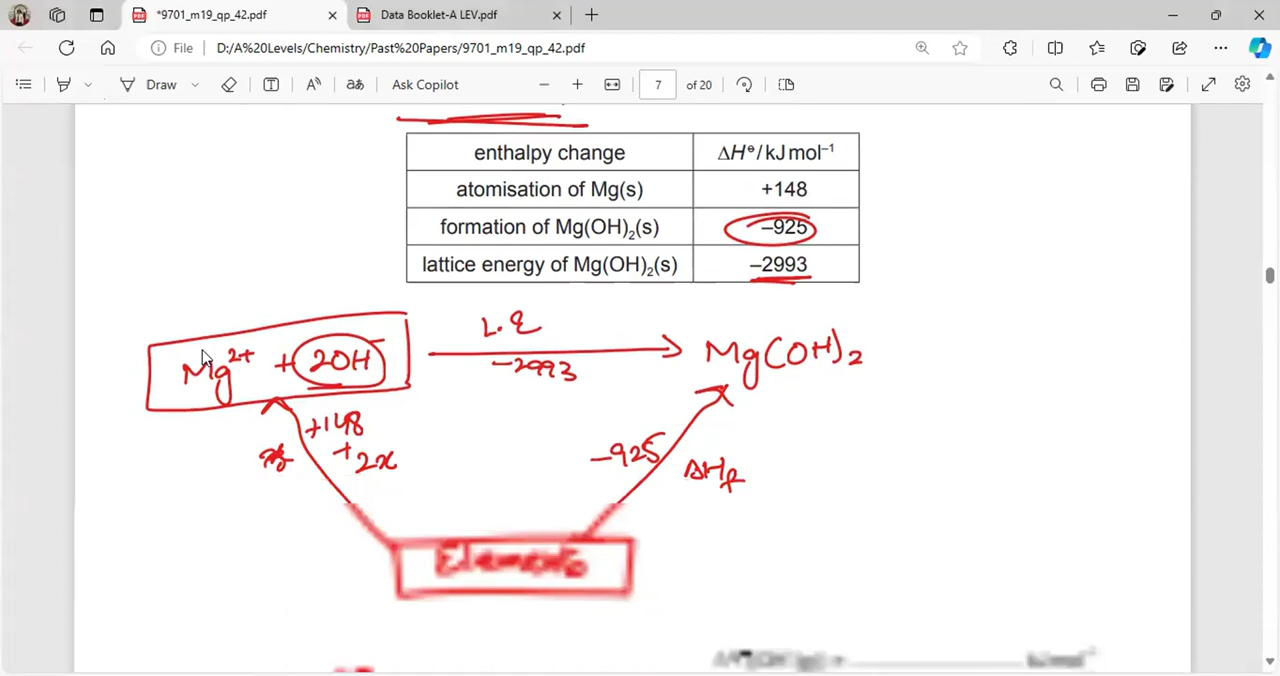 *9701_m19_qp_42.pdf
Data Booklet-A LEV.pdf
File D:/A%20Levels/Chemistry/Past%20Papers/9701_m19_qp_42.pdf
Draw aあ Ask Copilot 7 of 20
enthalpy change ΔH⦵/kJ mol⁻¹
atomisation of Mg(s) +148
formation of Mg(OH)₂(s) –925
lattice energy of Mg(OH)₂(s) –2993
L.E
Mg²⁺ + 2OH⁻ Mg(OH)₂
-2993
+148
+2x
-925 ΔHf
Elements